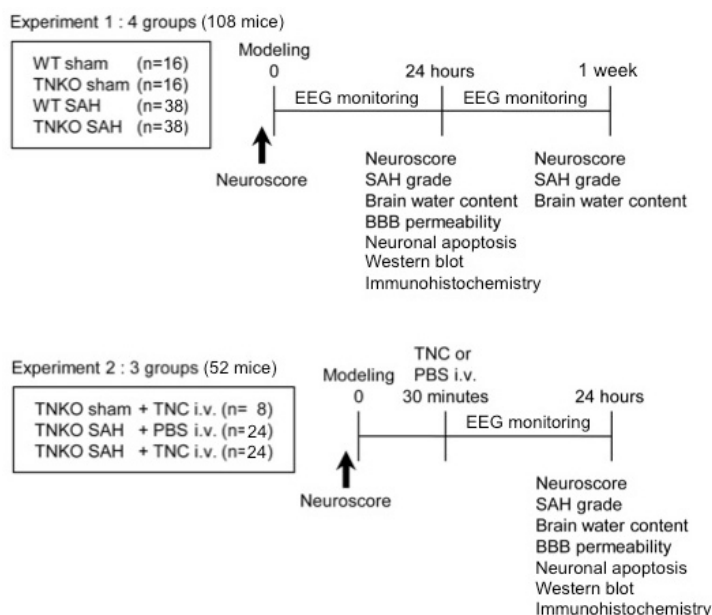 Experiment 1 : 4 groups (108 mice)
WT sham (n=16)
TNKO sham (n=16)
WT SAH (n=38)
TNKO SAH (n=38)
Modeling
0
24 hours
1 week
EEG monitoring
EEG monitoring
Neuroscore
Neuroscore
SAH grade
Brain water content
BBB permeability
Neuronal apoptosis
Western blot
Immunohistochemistry
Neuroscore
SAH grade
Brain water content
Experiment 2 : 3 groups (52 mice)
TNKO sham + TNC i.v. (n= 8)
TNKO SAH + PBS i.v. (n=24)
TNKO SAH + TNC i.v. (n=24)
Modeling
0
TNC or
PBS i.v.
30 minutes
24 hours
EEG monitoring
Neuroscore
Neuroscore
SAH grade
Brain water content
BBB permeability
Neuronal apoptosis
Western blot
Immunohistochemistry